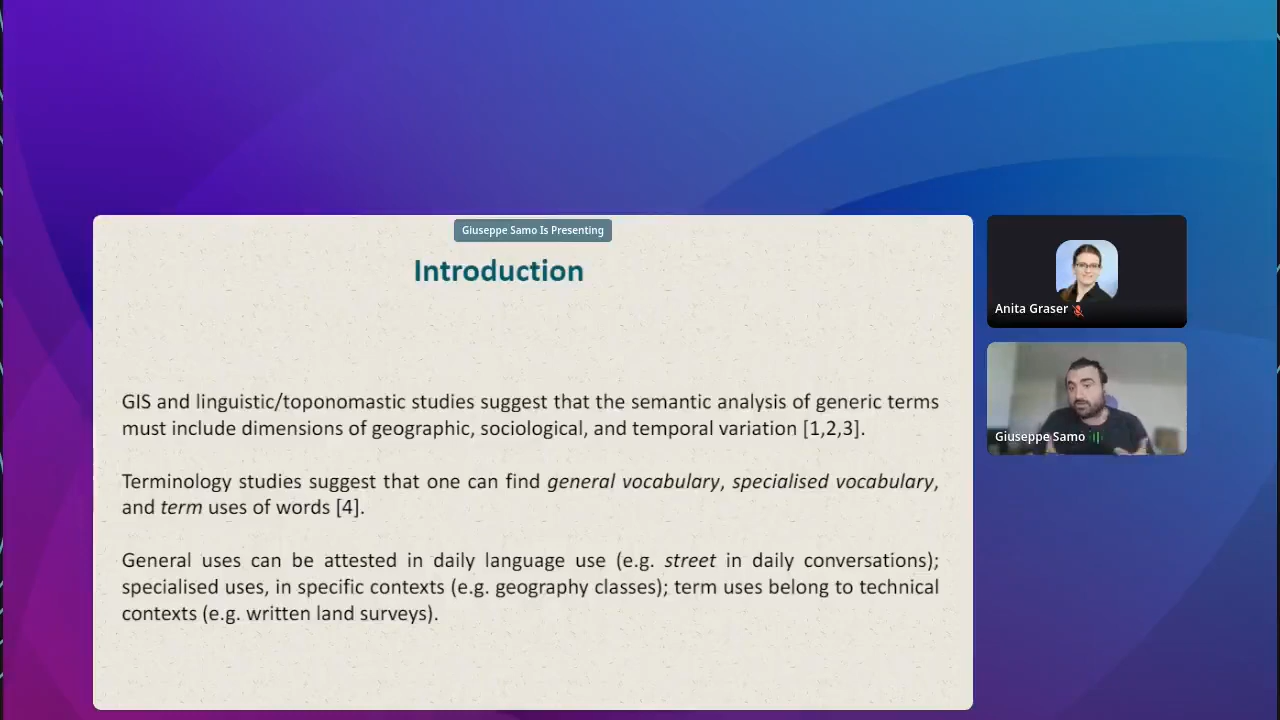 Giuseppe Samo Is Presenting
Introduction
GIS and linguistic/toponomastic studies suggest that the semantic analysis of generic terms
must include dimensions of geographic, sociological, and temporal variation [1,2,3].
Terminology studies suggest that one can find general vocabulary, specialised vocabulary,
and term uses of words [4].
General uses can be attested in daily language use (e.g. street in daily conversations);
specialised uses, in specific contexts (e.g. geography classes); term uses belong to technical
contexts (e.g. written land surveys).
Anita Graser
Giuseppe Samo